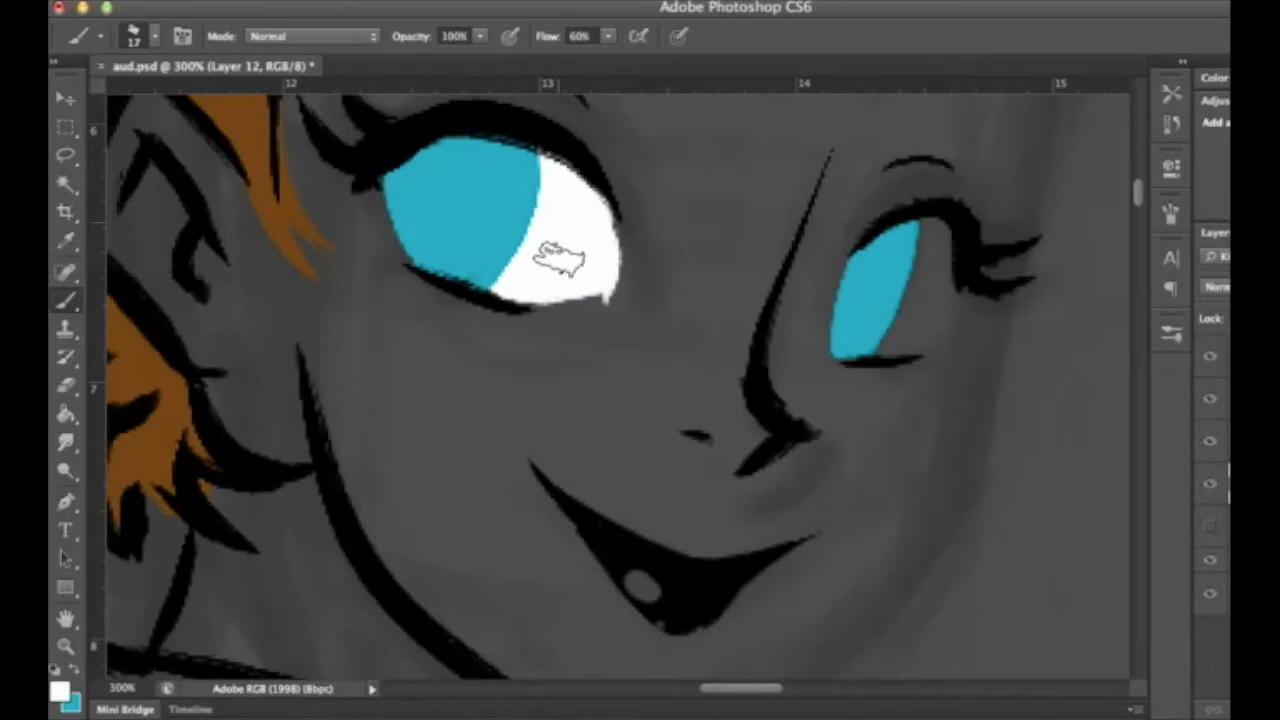 Adobe Photoshop CS6
17 Mode: Normal Opacity: 100% Flow: 60%
× aud.psd @ 300% (Layer 12, RGB/8) *
12 13 14 15
6
7
8
Color
Adjus
Add a
Layer
Norm
Lock:
T
A
300% Adobe RGB (1998) (8bpc)
Mini Bridge Timeline